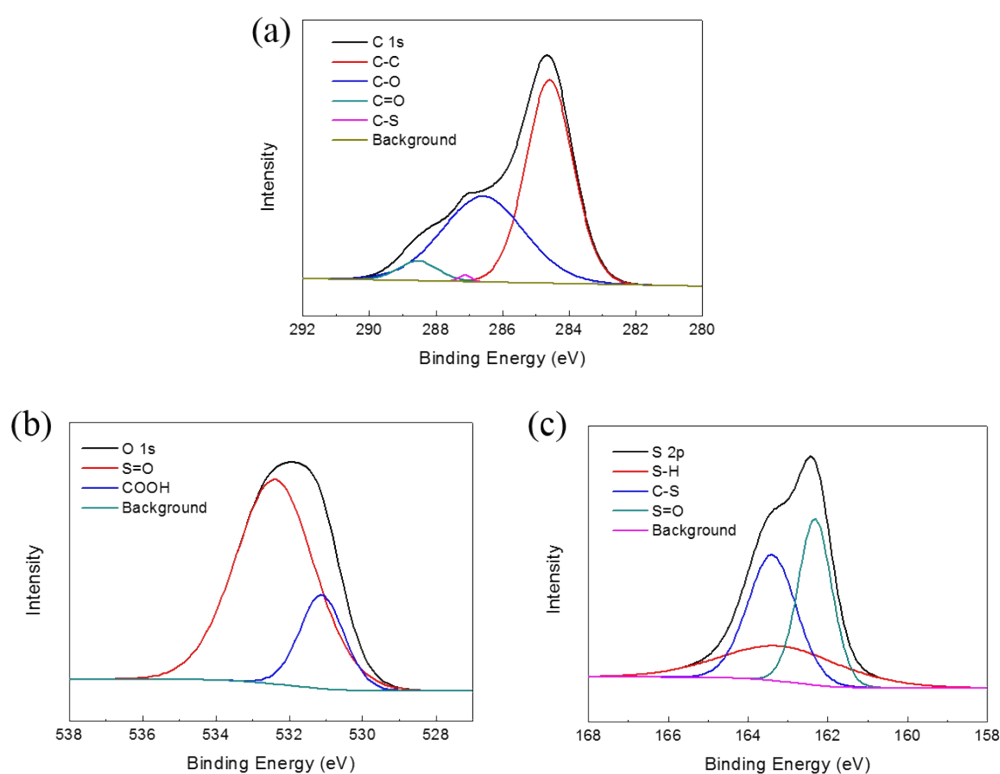 (a)
C 1s
C-C
C-O
C=O
C-S
Background
Intensity
292 290 288 286 284 282 280
Binding Energy (eV)
(b)
O 1s
S=O
COOH
Background
Intensity
538 536 534 532 530 528
Binding Energy (eV)
(c)
S 2p
S-H
C-S
S=O
Background
Intensity
168 166 164 162 160 158
Binding Energy (eV)